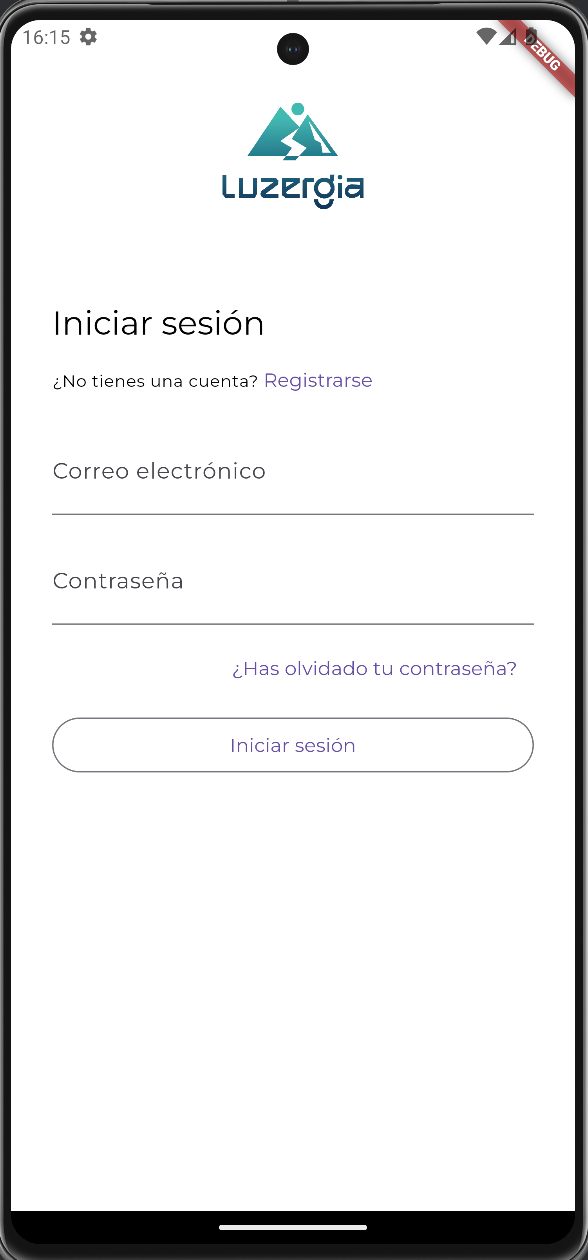 16:15
DEBUG
Luzergia
Iniciar sesión
¿No tienes una cuenta? Registrarse
Correo electrónico
Contraseña
¿Has olvidado tu contraseña?
Iniciar sesión